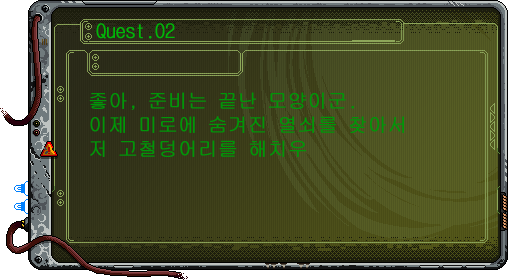 Quest.02
좋아, 준비는 끝난 모양이군.
이제 미로에 숨겨진 열쇠를 찾아서
저 고철덩어리를 해치우